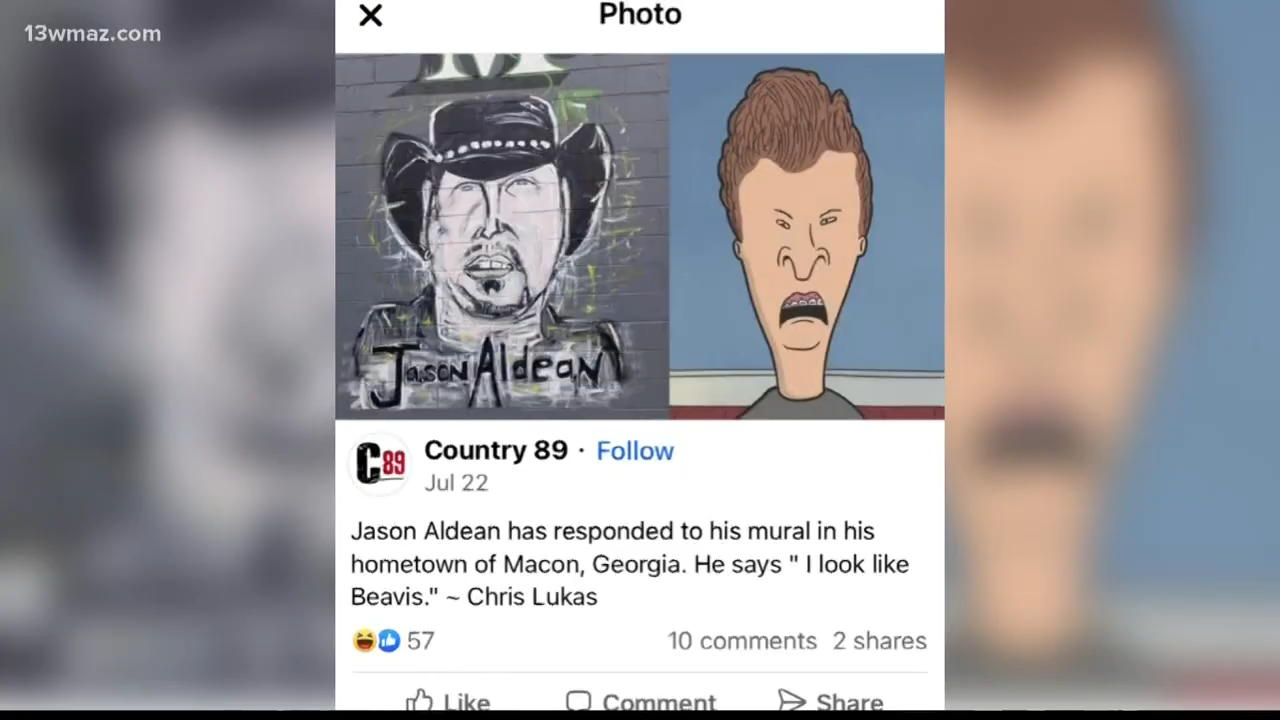 13wmaz.com
Photo
M
Jason Aldean
C89
Country 89 · Follow
Jul 22
Jason Aldean has responded to his mural in his
hometown of Macon, Georgia. He says " I look like
Beavis." ~ Chris Lukas
57
10 comments 2 shares
Like Comment Share